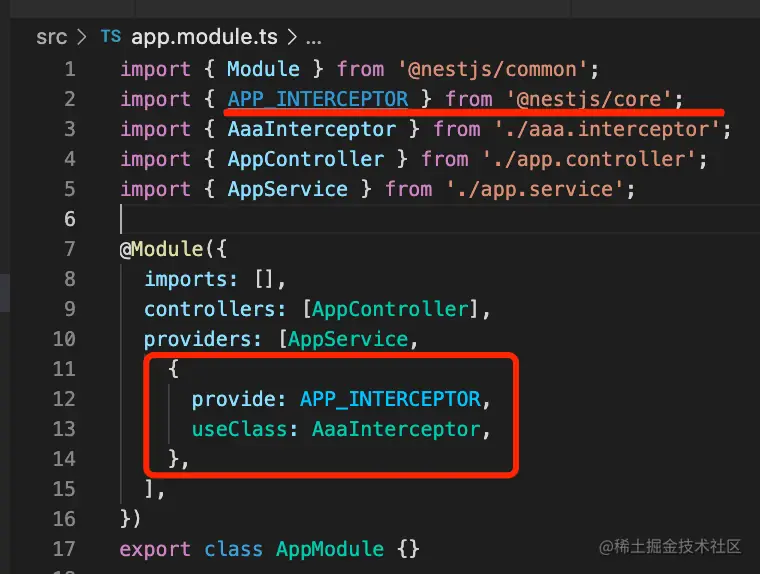 src > TS app.module.ts > ...
1 import { Module } from '@nestjs/common';
2 import { APP_INTERCEPTOR } from '@nestjs/core';
3 import { AaaInterceptor } from './aaa.interceptor';
4 import { AppController } from './app.controller';
5 import { AppService } from './app.service';
6
7 @Module({
8 imports: [],
9 controllers: [AppController],
10 providers: [AppService,
11 {
12 provide: APP_INTERCEPTOR,
13 useClass: AaaInterceptor,
14 },
15 ],
16 })
17 export class AppModule {}
@稀土掘金技术社区